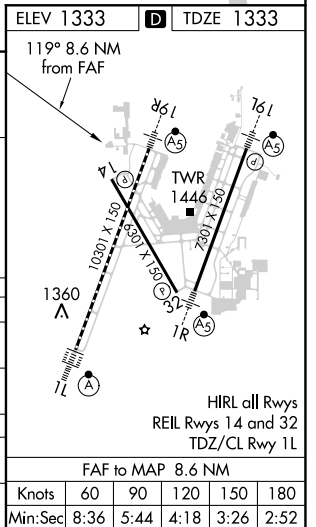 ELEV 1333 D TDZE 1333
119° 8.6 NM
from FAF
19R
19L
A5
A5
14
P
P
TWR
1446
10301 X 150
6301 X 150
7301 X 150
P
1360
32
1R
A5
1L
A
HIRL all Rwys
REIL Rwys 14 and 32
TDZ/CL Rwy 1L
FAF to MAP 8.6 NM
Knots 60 90 120 150 180
Min:Sec 8:36 5:44 4:18 3:26 2:52